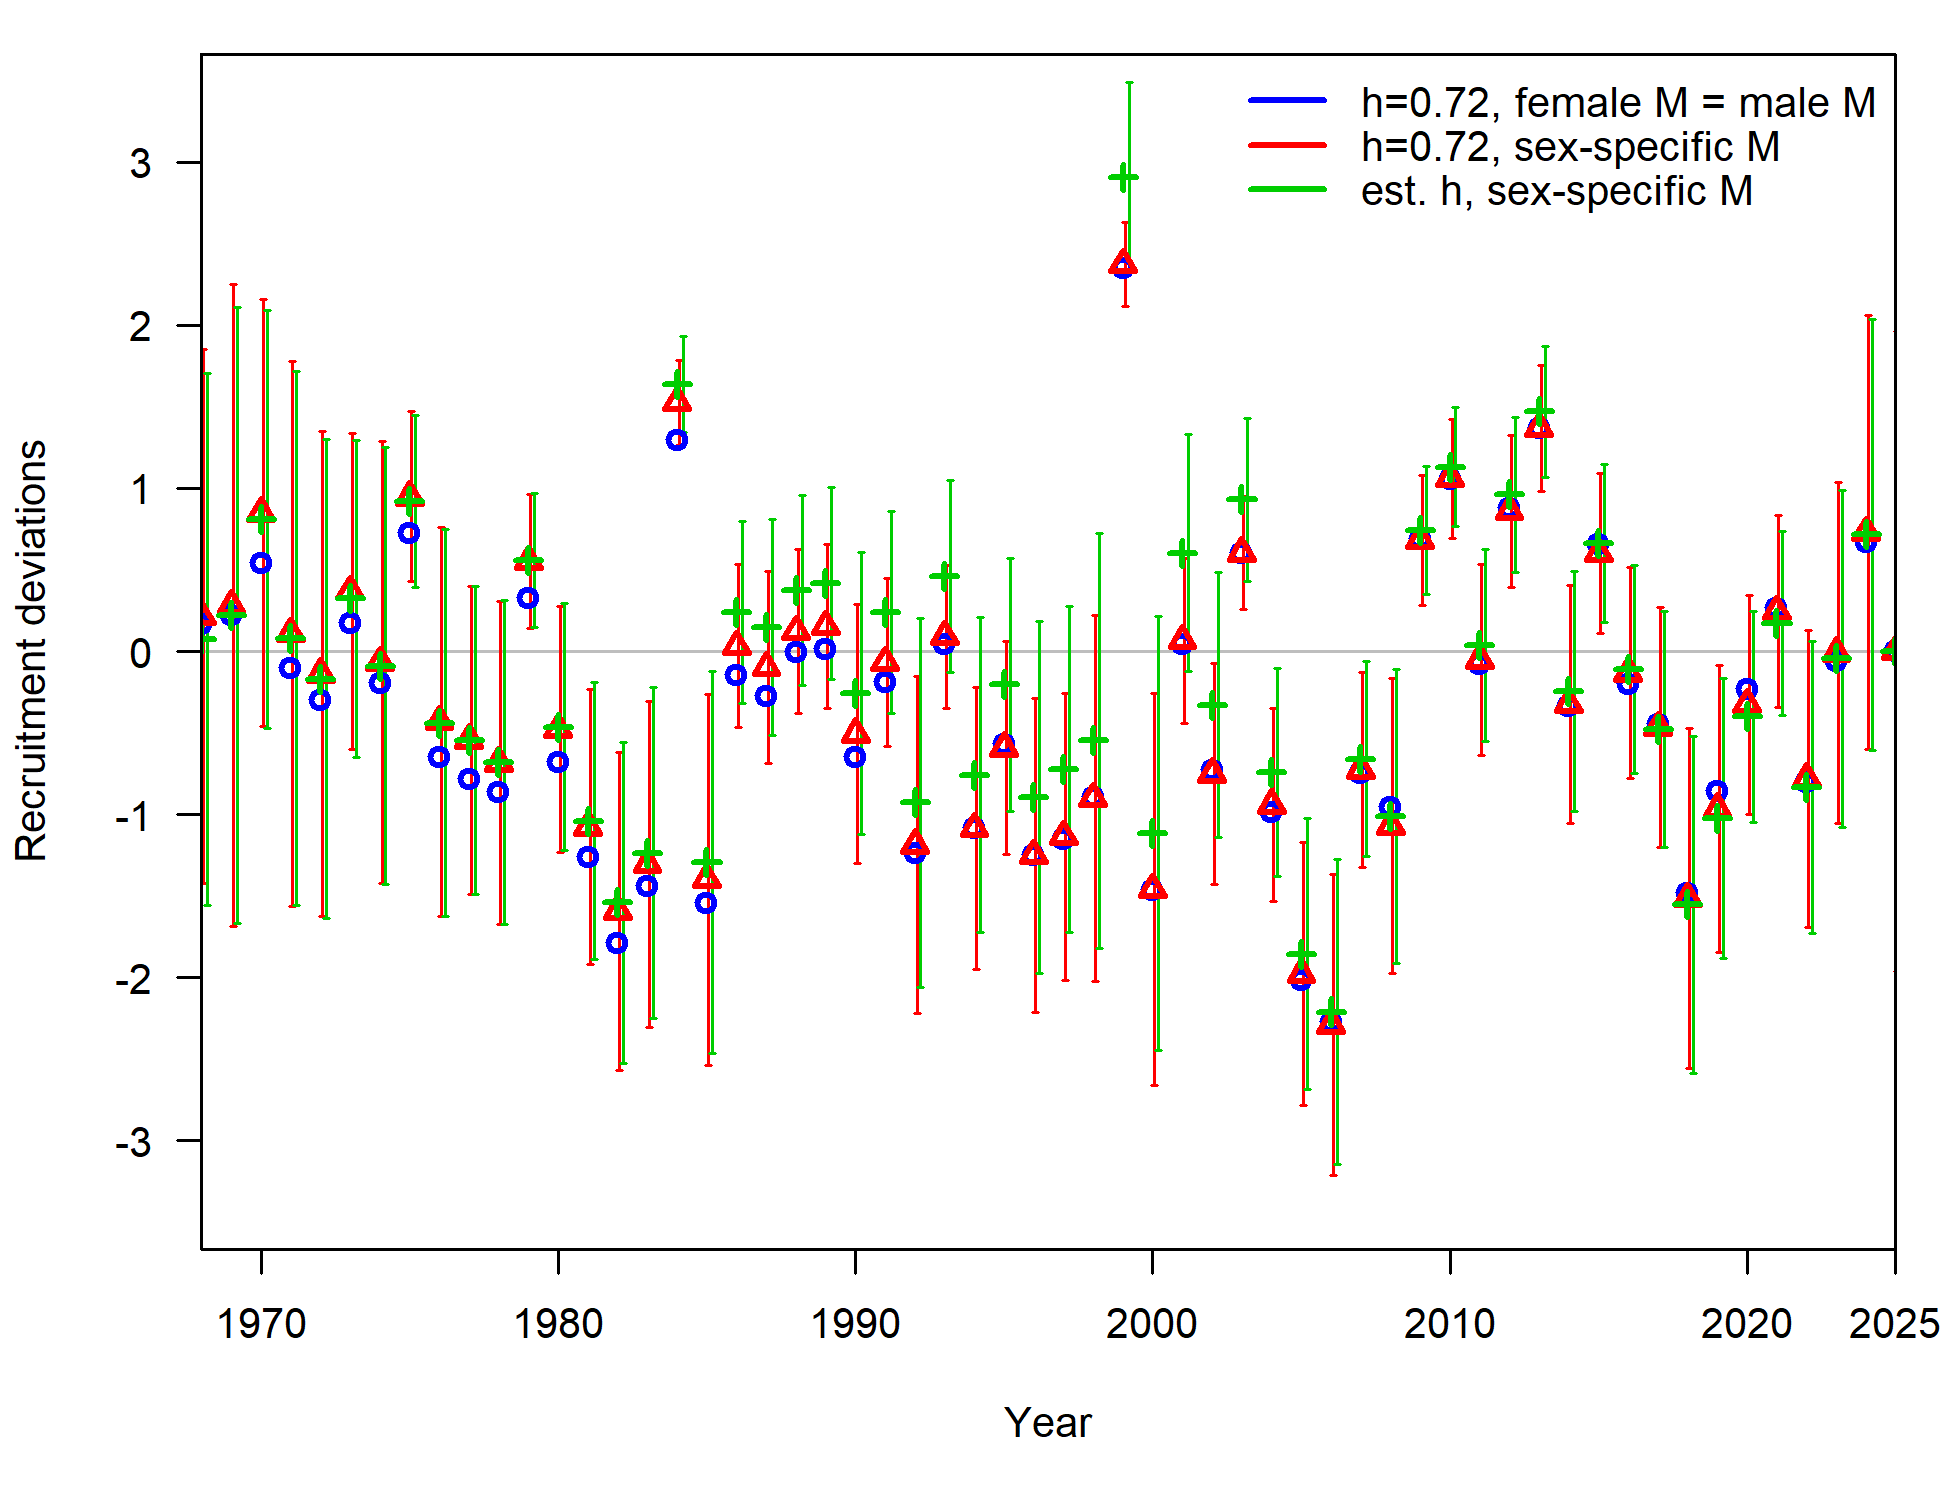 h=0.72, female M = male M
h=0.72, sex-specific M
est. h, sex-specific M
Recruitment deviations
3
2
1
0
-1
-2
-3
1970 1980 1990 2000 2010 2020 2025
Year